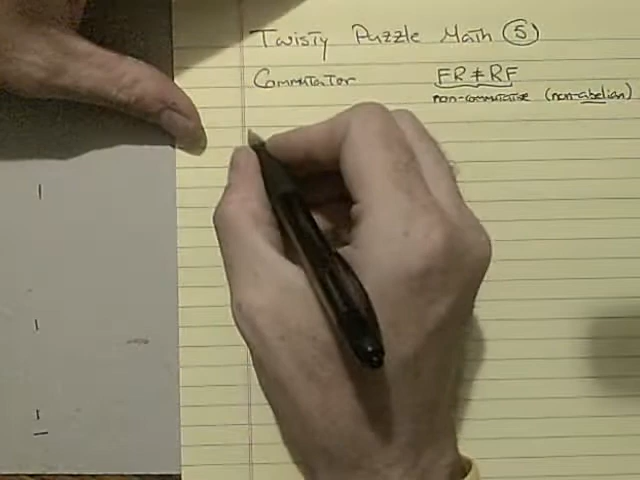 Twisty Puzzle Math 5
Commutator FR ≠ RF
non-commutative (non-abelian)